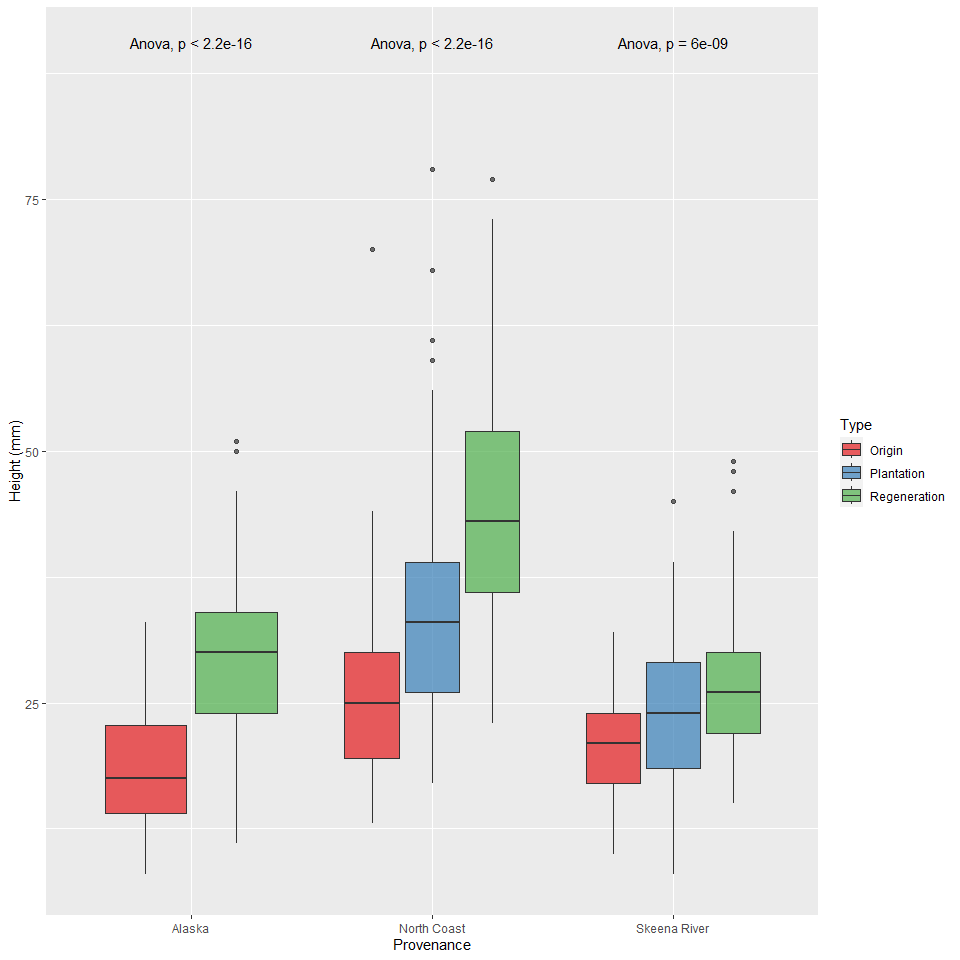 Anova, p < 2.2e-16
Anova, p < 2.2e-16
Anova, p = 6e-09
75
50
25
Height (mm)
Type
Origin
Plantation
Regeneration
Alaska
North Coast
Skeena River
Provenance